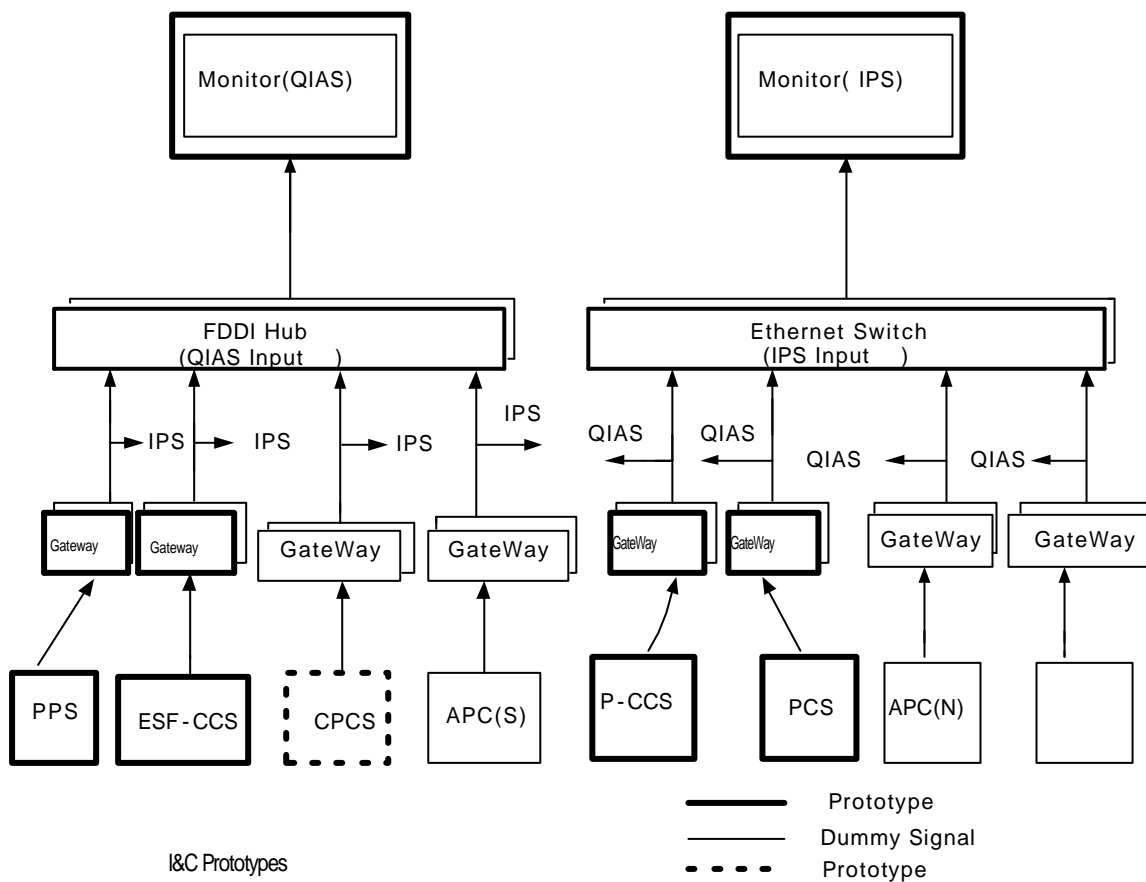 Monitor(QIAS)
Monitor( IPS)
FDDI Hub
(QIAS Input )
Ethernet Switch
(IPS Input )
IPS
IPS
IPS
IPS
QIAS
QIAS
QIAS
QIAS
Gateway
Gateway
GateWay
GateWay
GateWay
GateWay
GateWay
GateWay
PPS
ESF-CCS
CPCS
APC(S)
P-CCS
PCS
APC(N)
Prototype
Dummy Signal
Prototype
I&C Prototypes